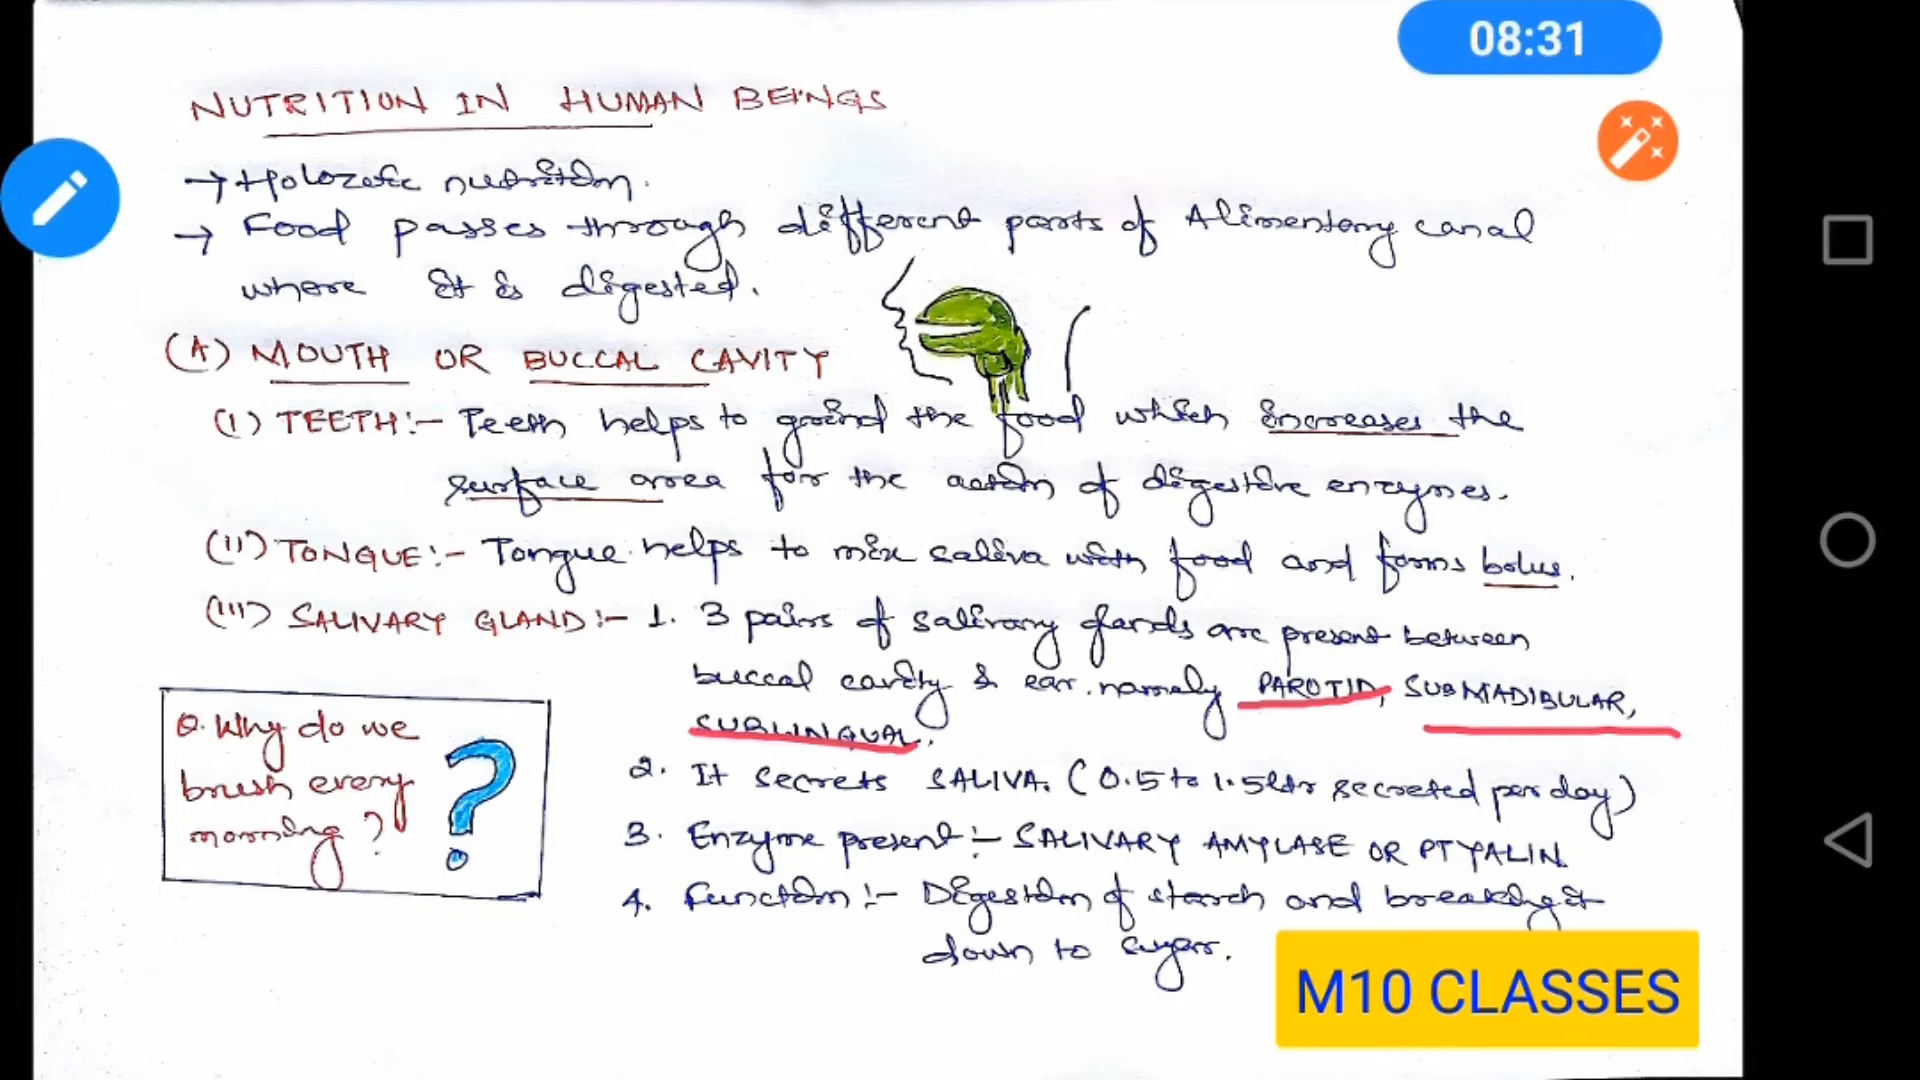 08:31
NUTRITION IN HUMAN BEINGS
→ Holozoic nutrition.
→ Food passes through different parts of Alimentary canal
where it is digested.
(A) MOUTH OR BUCCAL CAVITY
(I) TEETH:- Teeth helps to grind the food which increases the
surface area for the action of digestive enzymes.
(II) TONGUE:- Tongue helps to mix saliva with food and forms bolus.
(III) SALIVARY GLAND:- 1. 3 pairs of salivary glands are present between
buccal cavity & ear. namely PAROTID, SUBMADIBULAR,
SUBLINGUAL.
2. It secrets SALIVA. (0.5 to 1.5 ltr secreted per day)
3. Enzyme present:- SALIVARY AMYLASE OR PTYALIN
4. Function:- Digestion of starch and breaking it
down to sugar.
Q. Why do we
brush every
morning?
?
M10 CLASSES